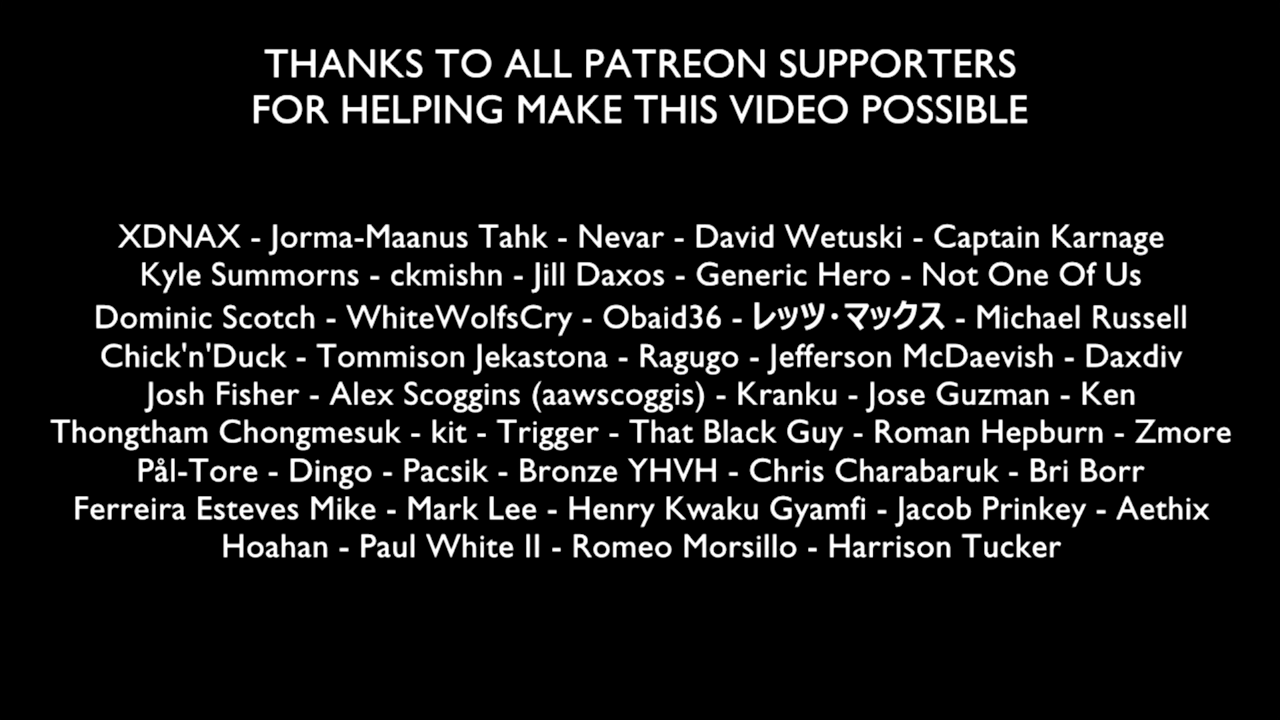 THANKS TO ALL PATREON SUPPORTERS
FOR HELPING MAKE THIS VIDEO POSSIBLE
XDNAX - Jorma-Maanus Tahk - Nevar - David Wetuski - Captain Karnage
Kyle Summorns - ckmishn - Jill Daxos - Generic Hero - Not One Of Us
Dominic Scotch - WhiteWolfsCry - Obaid36 - レッツ・マックス - Michael Russell
Chick'n'Duck - Tommison Jekastona - Ragugo - Jefferson McDaevish - Daxdiv
Josh Fisher - Alex Scoggins (aawscoggis) - Kranku - Jose Guzman - Ken
Thongtham Chongmesuk - kit - Trigger - That Black Guy - Roman Hepburn - Zmore
Pål-Tore - Dingo - Pacsik - Bronze YHVH - Chris Charabaruk - Bri Borr
Ferreira Esteves Mike - Mark Lee - Henry Kwaku Gyamfi - Jacob Prinkey - Aethix
Hoahan - Paul White II - Romeo Morsillo - Harrison Tucker